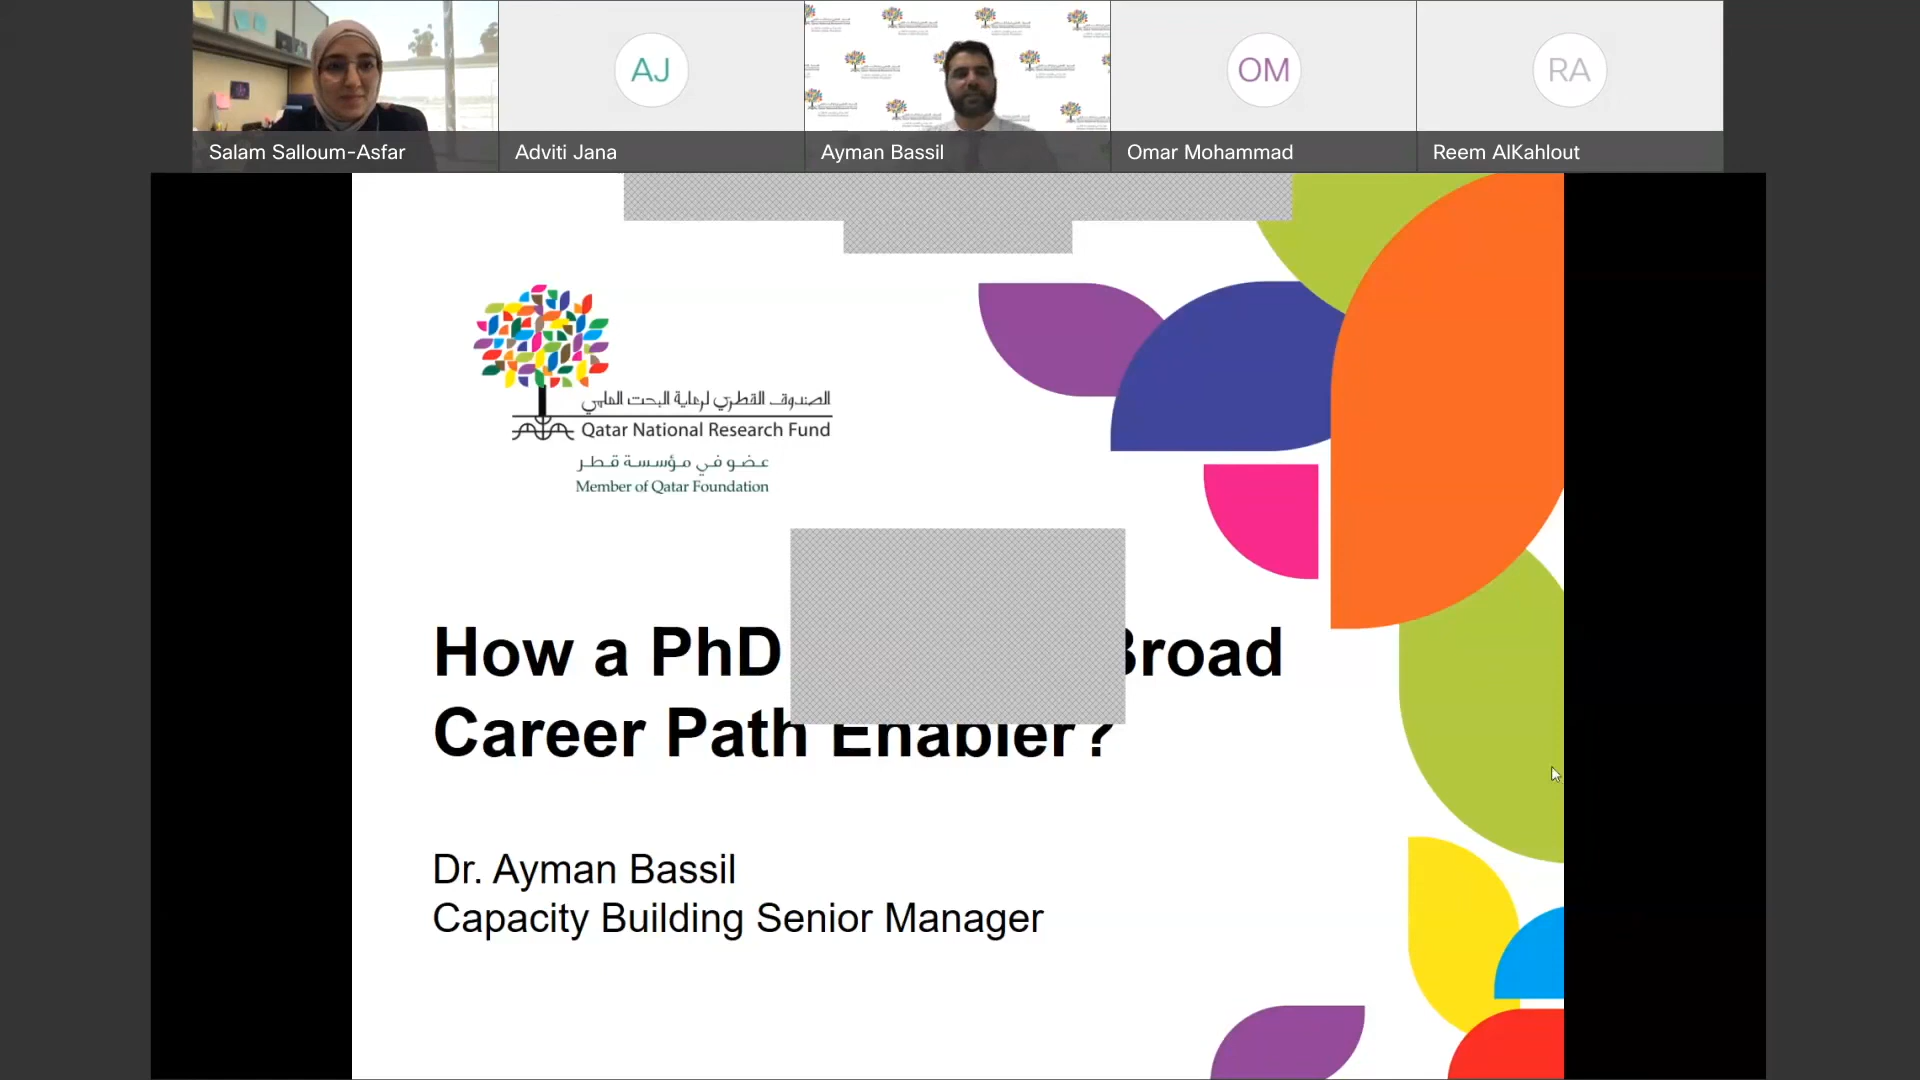 Salam Salloum-Asfar
AJ
Adviti Jana
Ayman Bassil
OM
Omar Mohammad
RA
Reem AlKahlout
الصندوق القطري لرعاية البحث العلمي
Qatar National Research Fund
عضو في مؤسسة قطر
Member of Qatar Foundation
How a PhD Broad
Career Path Enabler?
Dr. Ayman Bassil
Capacity Building Senior Manager